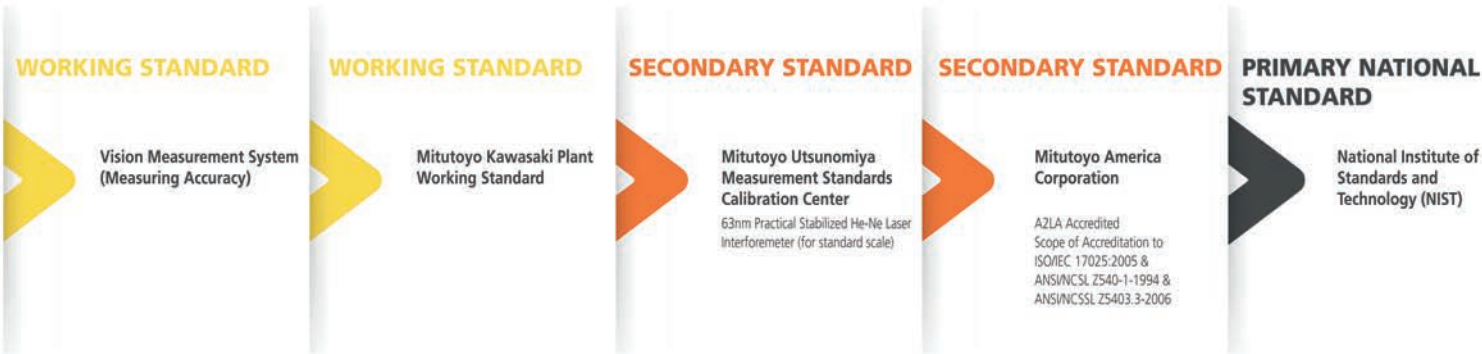 WORKING STANDARD
Vision Measurement System
(Measuring Accuracy)
WORKING STANDARD
Mitutoyo Kawasaki Plant
Working Standard
SECONDARY STANDARD
Mitutoyo Utsunomiya
Measurement Standards
Calibration Center
63nm Practical Stabilized He-Ne Laser
Interforemeter (for standard scale)
SECONDARY STANDARD
Mitutoyo America
Corporation
A2LA Accredited
Scope of Accreditation to
ISO/IEC 17025:2005 &
ANSI/NCSL Z540-1-1994 &
ANSI/NCSSL Z5403.3-2006
PRIMARY NATIONAL
STANDARD
National Institute of
Standards and
Technology (NIST)